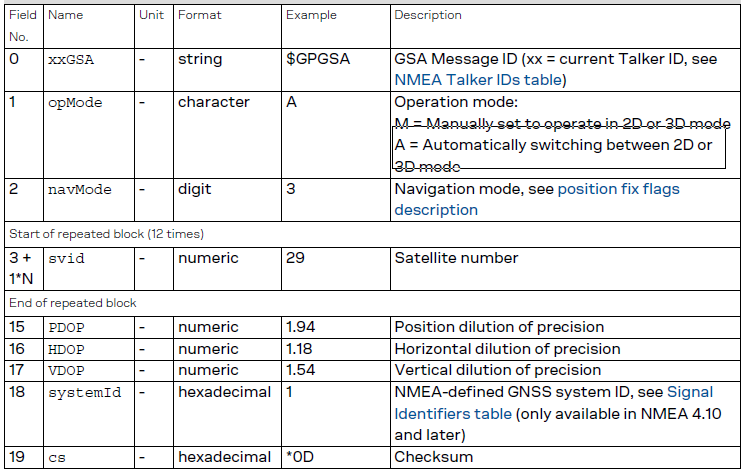 Field No. Name Unit Format Example Description
0 xxGSA - string $GPGSA GSA Message ID (xx = current Talker ID, see
NMEA Talker IDs table)
1 opMode - character A Operation mode:
M = Manually set to operate in 2D or 3D mode
A = Automatically switching between 2D or
3D mode
2 navMode - digit 3 Navigation mode, see position fix flags
description
Start of repeated block (12 times)
3 + 1*N svid - numeric 29 Satellite number
End of repeated block
15 PDOP - numeric 1.94 Position dilution of precision
16 HDOP - numeric 1.18 Horizontal dilution of precision
17 VDOP - numeric 1.54 Vertical dilution of precision
18 systemId - hexadecimal 1 NMEA-defined GNSS system ID, see Signal
Identifiers table (only available in NMEA 4.10
and later)
19 cs - hexadecimal *0D Checksum